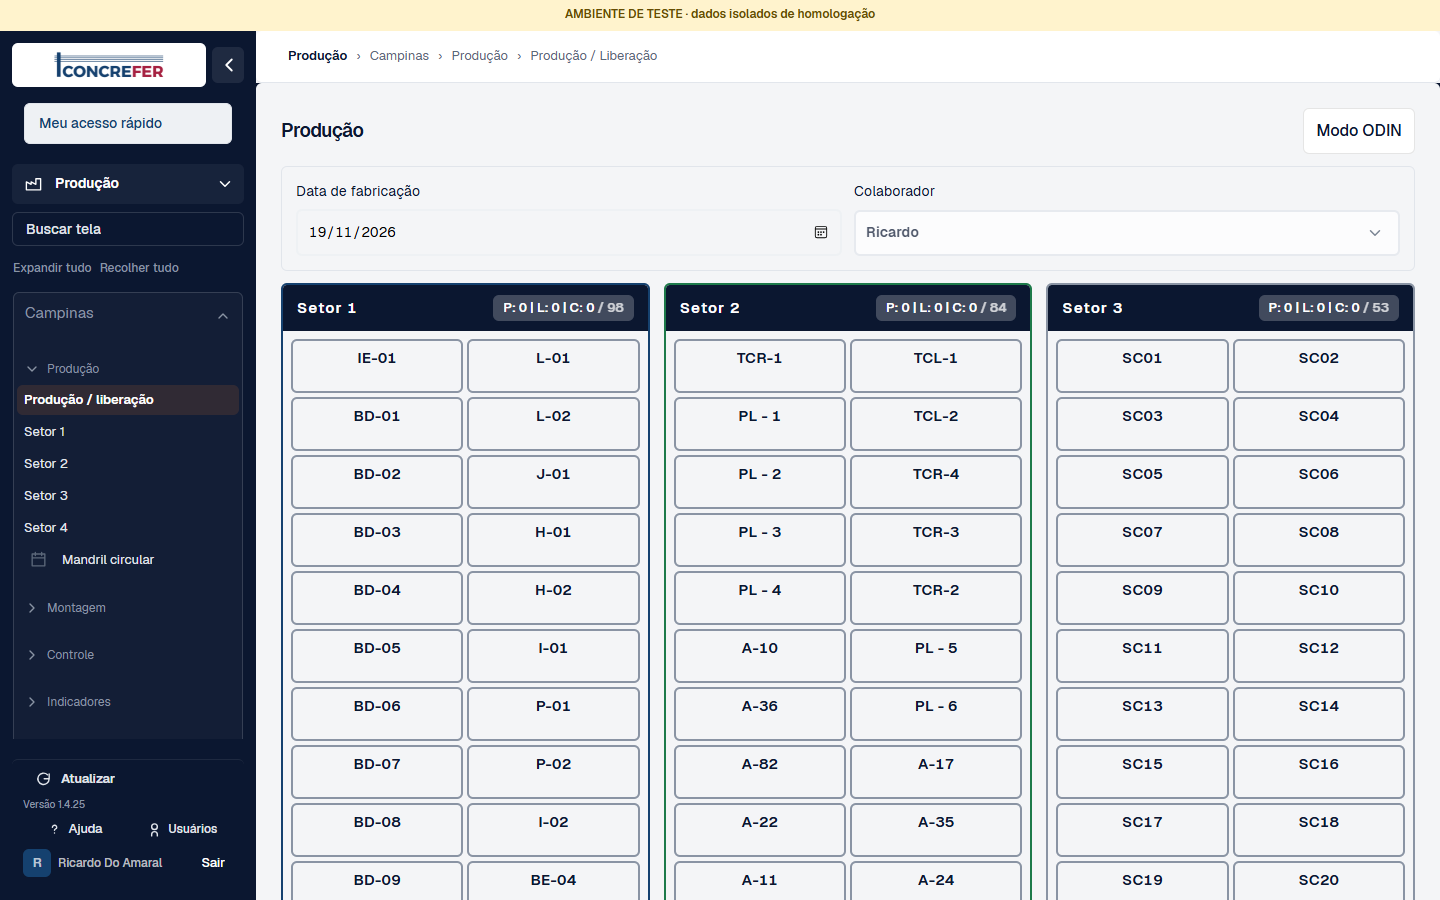 AMBIENTE DE TESTE · dados isolados de homologação
CONCREFER
Meu acesso rápido
Produção
Buscar tela
Expandir tudo Recolher tudo
Campinas
Produção
Produção / liberação
Setor 1
Setor 2
Setor 3
Setor 4
Mandril circular
Montagem
Controle
Indicadores
Atualizar
Versão 1.4.25
? Ajuda Usuários
R Ricardo Do Amaral Sair
Produção › Campinas › Produção › Produção / Liberação
Produção
Modo ODIN
Data de fabricação
19/11/2026
Colaborador
Ricardo
Setor 1 P: 0 | L: 0 | C: 0 / 98
IE-01 L-01
BD-01 L-02
BD-02 J-01
BD-03 H-01
BD-04 H-02
BD-05 I-01
BD-06 P-01
BD-07 P-02
BD-08 I-02
BD-09 BE-04
Setor 2 P: 0 | L: 0 | C: 0 / 84
TCR-1 TCL-1
PL - 1 TCL-2
PL - 2 TCR-4
PL - 3 TCR-3
PL - 4 TCR-2
A-10 PL - 5
A-36 PL - 6
A-82 A-17
A-22 A-35
A-11 A-24
Setor 3 P: 0 | L: 0 | C: 0 / 53
SC01 SC02
SC03 SC04
SC05 SC06
SC07 SC08
SC09 SC10
SC11 SC12
SC13 SC14
SC15 SC16
SC17 SC18
SC19 SC20